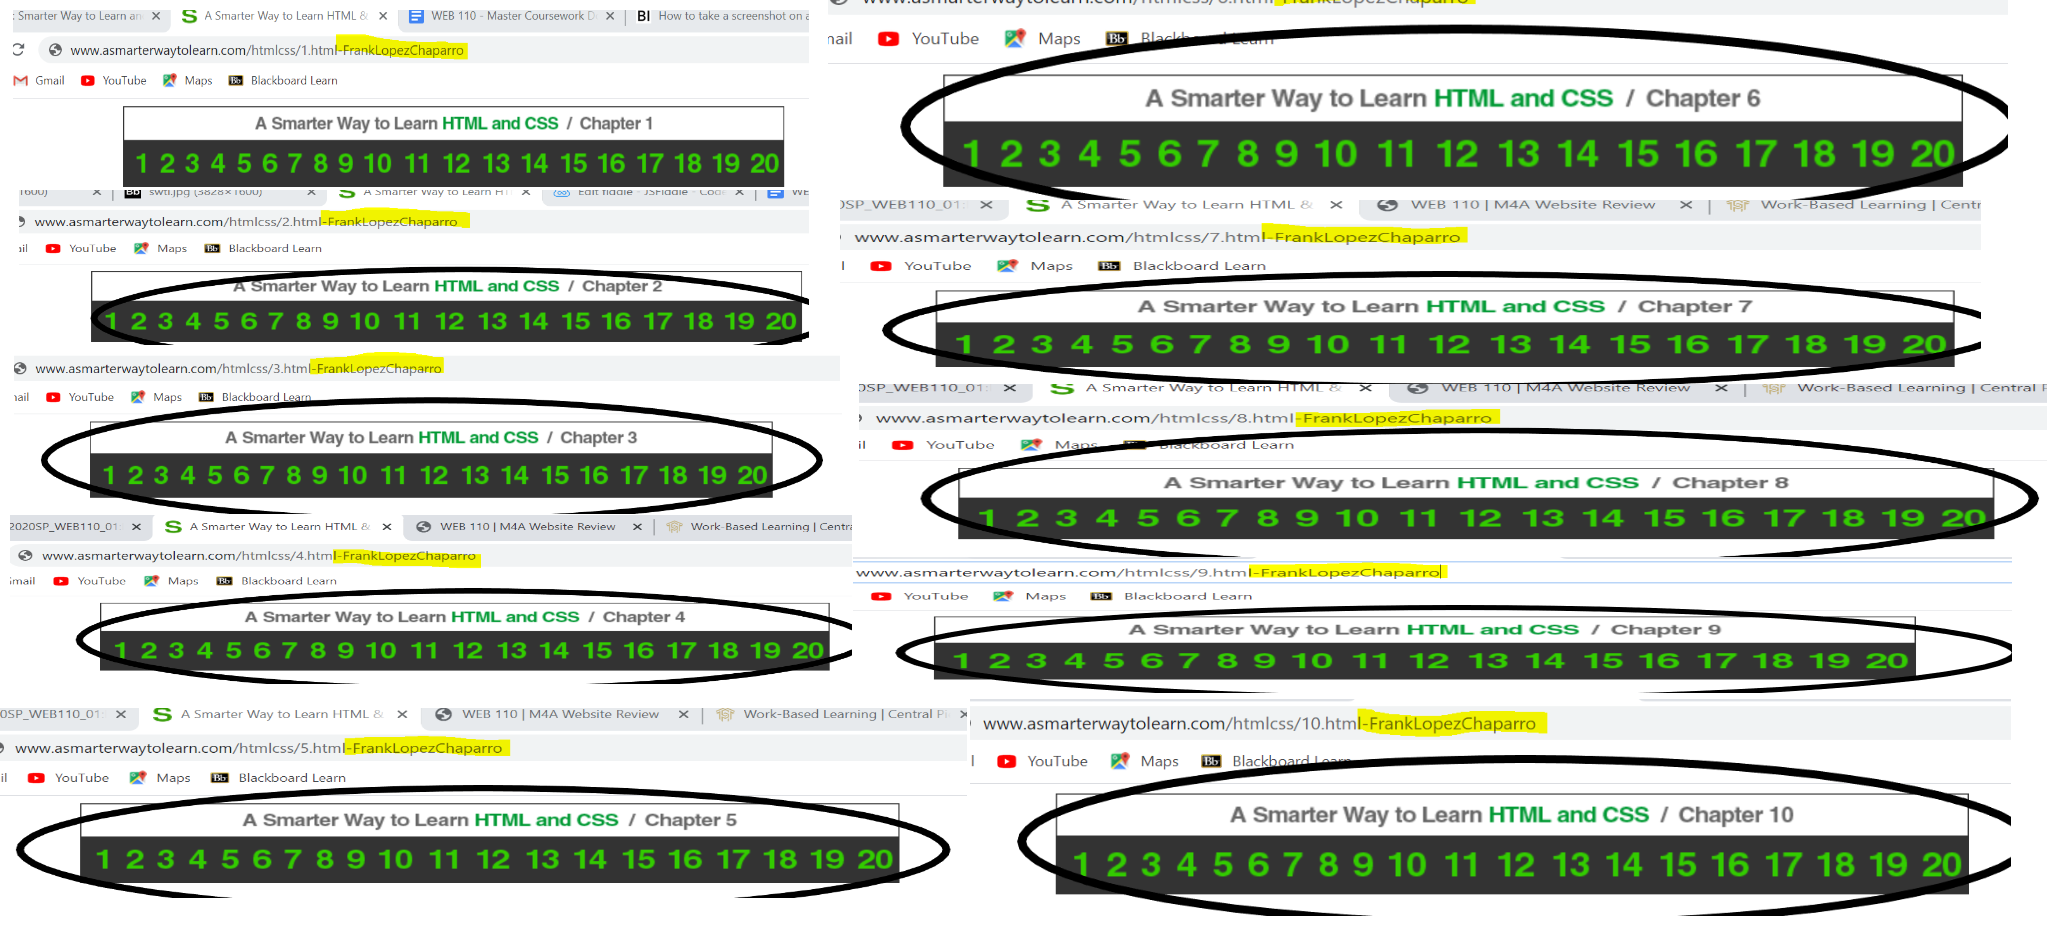 Smarter Way to Learn an
A Smarter Way to Learn HTML &
WEB 110 - Master Coursework D
BI How to take a screenshot on a
www.asmarterwaytolearn.com/htmlcss/1.html-FrankLopezChaparro
Gmail YouTube Maps Bb Blackboard Learn
A Smarter Way to Learn HTML and CSS / Chapter 1
1 2 3 4 5 6 7 8 9 10 11 12 13 14 15 16 17 18 19 20
1600) Bb swtl.jpg (3828×1600) A Smarter Way to Learn HT Edit fiddle - JSFiddle - Code WE
www.asmarterwaytolearn.com/htmlcss/2.html-FrankLopezChaparro
ail YouTube Maps Bb Blackboard Learn
A Smarter Way to Learn HTML and CSS / Chapter 2
1 2 3 4 5 6 7 8 9 10 11 12 13 14 15 16 17 18 19 20
www.asmarterwaytolearn.com/htmlcss/3.html-FrankLopezChaparro
nail YouTube Maps Bb Blackboard Learn
A Smarter Way to Learn HTML and CSS / Chapter 3
1 2 3 4 5 6 7 8 9 10 11 12 13 14 15 16 17 18 19 20
2020SP_WEB110_01: A Smarter Way to Learn HTML & WEB 110 | M4A Website Review Work-Based Learning | Centra
www.asmarterwaytolearn.com/htmlcss/4.html-FrankLopezChaparro
mail YouTube Maps Bb Blackboard Learn
A Smarter Way to Learn HTML and CSS / Chapter 4
1 2 3 4 5 6 7 8 9 10 11 12 13 14 15 16 17 18 19 20
0SP_WEB110_01: A Smarter Way to Learn HTML & WEB 110 | M4A Website Review Work-Based Learning | Central Pi
www.asmarterwaytolearn.com/htmlcss/5.html-FrankLopezChaparro
il YouTube Maps Bb Blackboard Learn
A Smarter Way to Learn HTML and CSS / Chapter 5
1 2 3 4 5 6 7 8 9 10 11 12 13 14 15 16 17 18 19 20
www.asmarterwaytolearn.com/htmlcss/6.html-FrankLopezChaparro
nail YouTube Maps Bb Blackboard Learn
A Smarter Way to Learn HTML and CSS / Chapter 6
1 2 3 4 5 6 7 8 9 10 11 12 13 14 15 16 17 18 19 20
0SP_WEB110_01: A Smarter Way to Learn HTML & WEB 110 | M4A Website Review Work-Based Learning | Centr
www.asmarterwaytolearn.com/htmlcss/7.html-FrankLopezChaparro
l YouTube Maps Bb Blackboard Learn
A Smarter Way to Learn HTML and CSS / Chapter 7
1 2 3 4 5 6 7 8 9 10 11 12 13 14 15 16 17 18 19 20
0SP_WEB110_01: A Smarter Way to Learn HTML & WEB 110 | M4A Website Review Work-Based Learning | Central P
www.asmarterwaytolearn.com/htmlcss/8.html-FrankLopezChaparro
il YouTube Maps Bb Blackboard Learn
A Smarter Way to Learn HTML and CSS / Chapter 8
1 2 3 4 5 6 7 8 9 10 11 12 13 14 15 16 17 18 19 20
www.asmarterwaytolearn.com/htmlcss/9.html-FrankLopezChaparro
YouTube Maps Bb Blackboard Learn
A Smarter Way to Learn HTML and CSS / Chapter 9
1 2 3 4 5 6 7 8 9 10 11 12 13 14 15 16 17 18 19 20
www.asmarterwaytolearn.com/htmlcss/10.html-FrankLopezChaparro
l YouTube Maps Bb Blackboard Learn
A Smarter Way to Learn HTML and CSS / Chapter 10
1 2 3 4 5 6 7 8 9 10 11 12 13 14 15 16 17 18 19 20